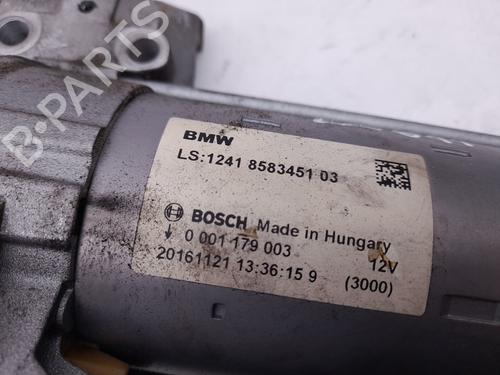 BMW
LS:1241 8583451 03
BOSCH Made in Hungary
0 001 179 003 12V
20161121 13:36:15 9 (3000)
B-PARTS